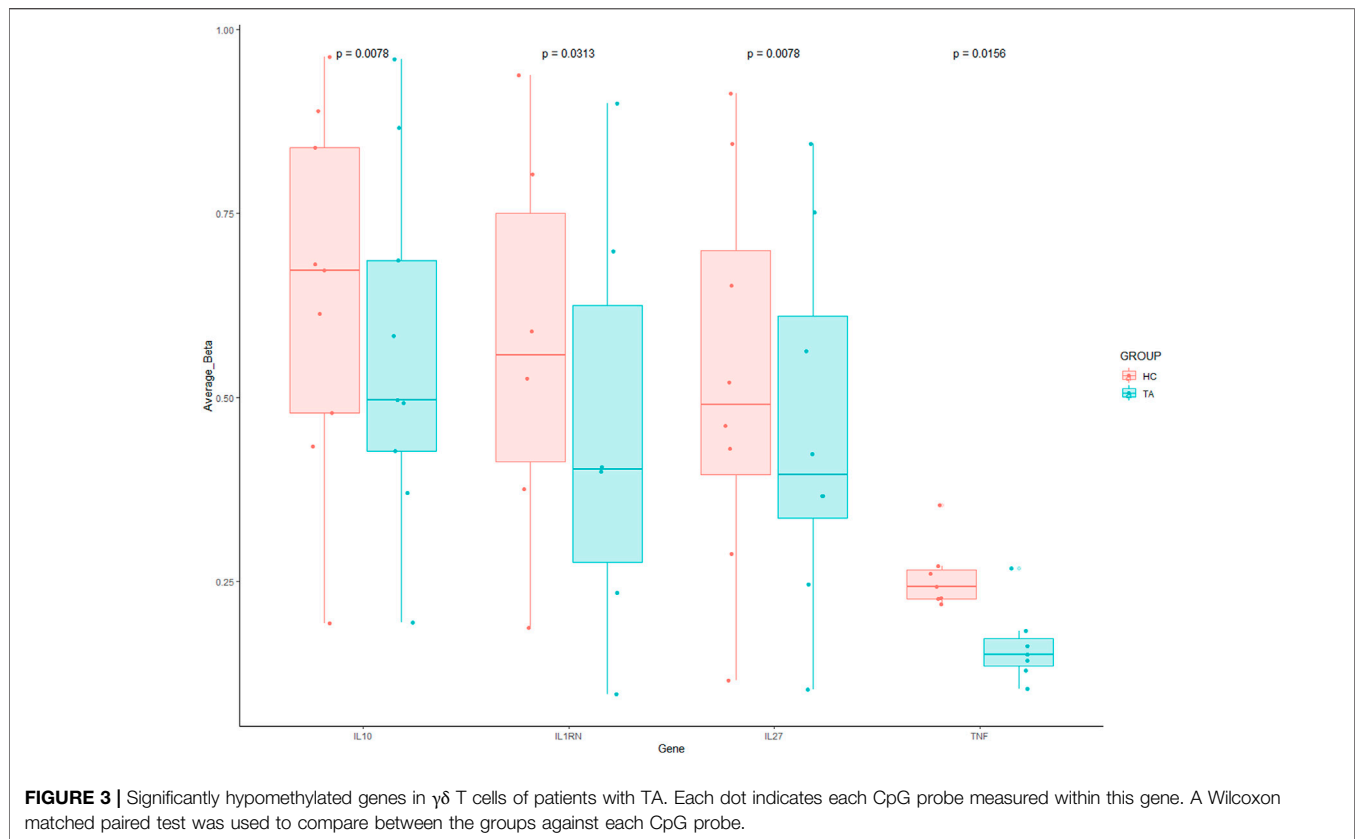 1.00
p = 0.0078
p = 0.0313
p = 0.0078
p = 0.0156
0.75
Average_Beta
0.50
0.25
GROUP
HC
TA
IL10
IL1RN
IL27
TNF
Gene
FIGURE 3 | Significantly hypomethylated genes in γδ T cells of patients with TA. Each dot indicates each CpG probe measured within this gene. A Wilcoxon
matched paired test was used to compare between the groups against each CpG probe.